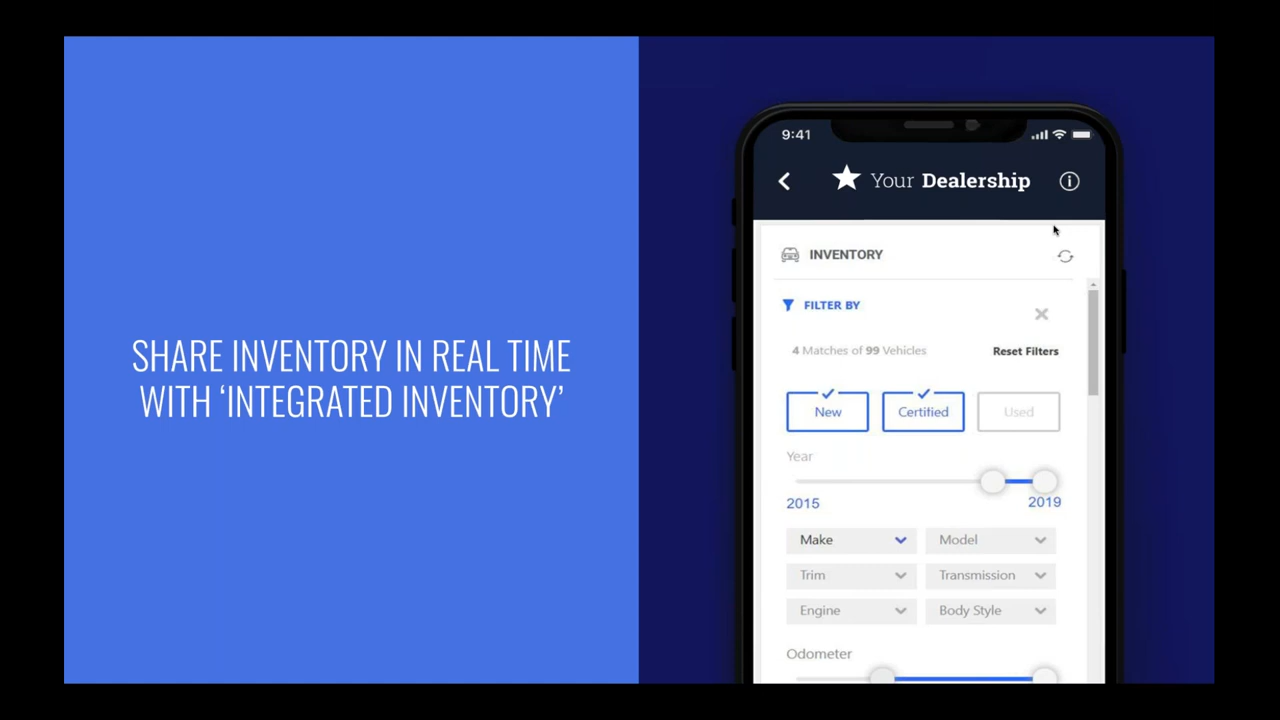 SHARE INVENTORY IN REAL TIME
WITH ‘INTEGRATED INVENTORY’
9:41
Your Dealership
INVENTORY
FILTER BY
4 Matches of 99 Vehicles
Reset Filters
New
Certified
Used
Year
2015
2019
Make
Model
Trim
Transmission
Engine
Body Style
Odometer